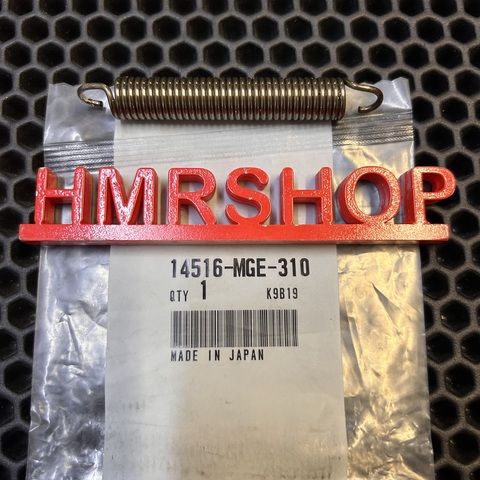 HMRSHOP
14516-MGE-310
QTY 1 K9B19
MADE IN JAPAN